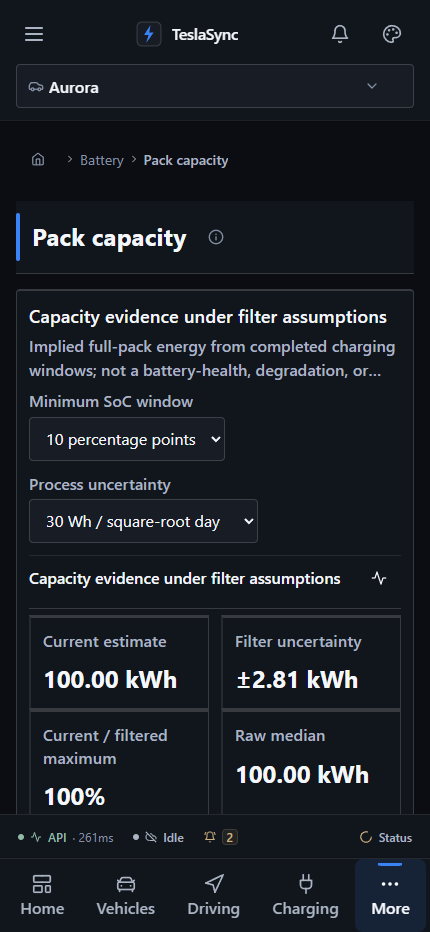 TeslaSync
Aurora
Battery
Pack capacity
Pack capacity
Capacity evidence under filter assumptions
Implied full-pack energy from completed charging
windows; not a battery-health, degradation, or...
Minimum SoC window
10 percentage points
Process uncertainty
30 Wh / square-root day
Capacity evidence under filter assumptions
Current estimate
100.00 kWh
Filter uncertainty
±2.81 kWh
Current / filtered
maximum
100%
Raw median
100.00 kWh
API · 261ms
Idle
2
Status
Home
Vehicles
Driving
Charging
More